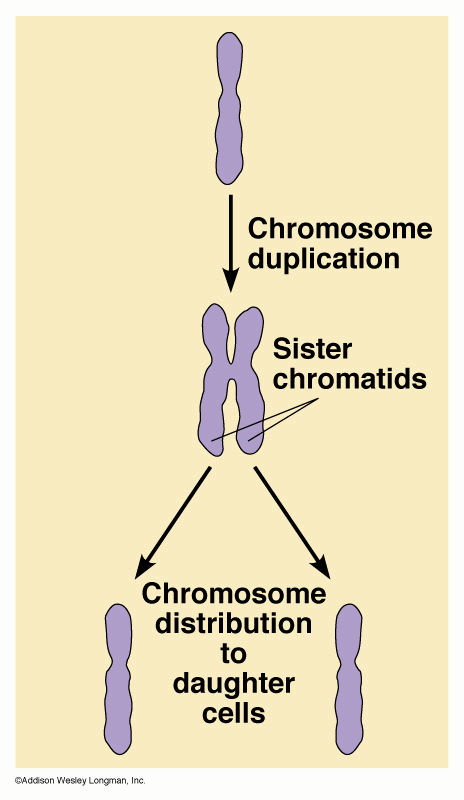 Chromosome
duplication
Sister
chromatids
Chromosome
distribution
to
daughter
cells
©Addison Wesley Longman, Inc.